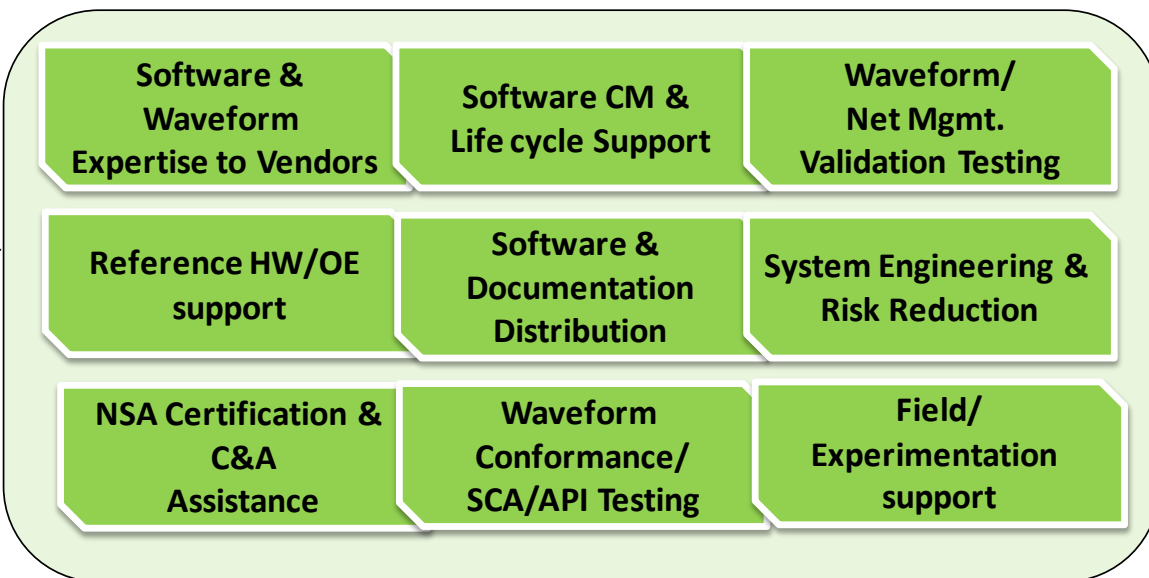 Software &
Waveform
Expertise to Vendors
Software CM &
Life cycle Support
Waveform/
Net Mgmt.
Validation Testing
Reference HW/OE
support
Software &
Documentation
Distribution
System Engineering &
Risk Reduction
NSA Certification &
C&A
Assistance
Waveform
Conformance/
SCA/API Testing
Field/
Experimentation
support